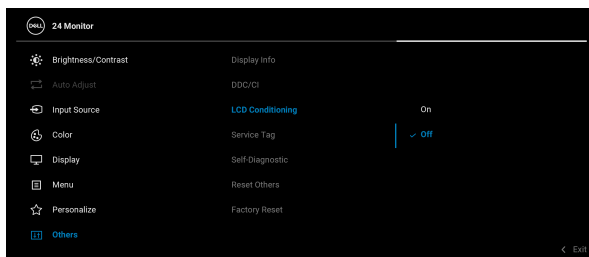 DELL 24 Monitor
Brightness/Contrast Display Info
Auto Adjust DDC/CI
Input Source LCD Conditioning On
Color Service Tag Off
Display Self-Diagnostic
Menu Reset Others
Personalize Factory Reset
Others
Exit